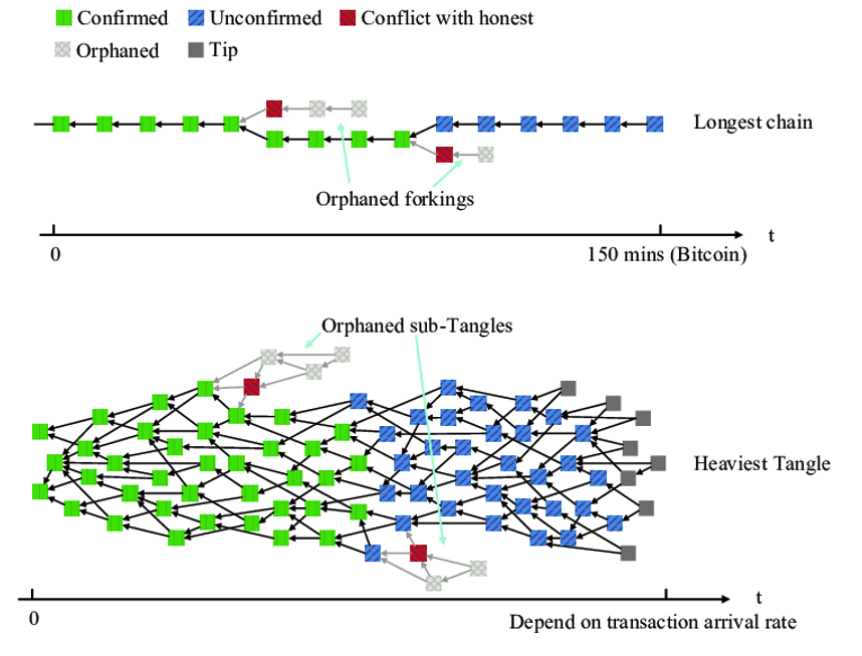 Confirmed Unconfirmed Conflict with honest
Orphaned Tip
Longest chain
Orphaned forkings
t
0 150 mins (Bitcoin)
Orphaned sub-Tangles
Heaviest Tangle
t
0 Depend on transaction arrival rate